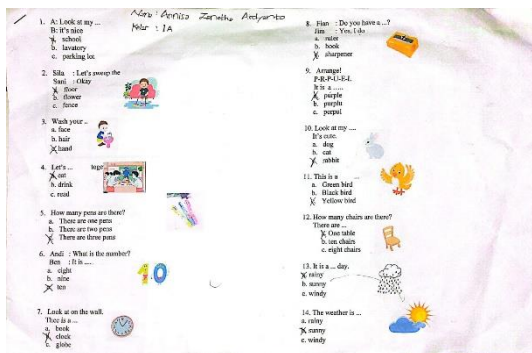 Nama : Annisa Zanetha Ardyanto
Kelas : 1A
1. A: Look at my ...
B: it's nice
a. school
b. lavatory
c. parking lot
2. Sila : Let's sweep the
Sani : Okay
a. floor
b. flower
c. fence
3. Wash your ..
a. face
b. hair
c. hand
4. Let's ... toge
a. eat
b. drink
c. read
5. How many pens are there?
a. There are one pens
b. There are two pens
c. There are three pens
6. Andi : What is the number?
Ben : It is ....
a. eight
b. nine
c. ten
10
7. Look at on the wall.
Thee is a ...
a. book
b. clock
c. globe
8. Fian : Do you have a ...?
Jim : Yes, I do
a. ruler
b. book
c. sharpener
9. Arrange!
P-R-P-U-E-L
It is a .....
a. purple
b. purplu
c. perpul
10. Look at my ....
It's cute.
a. dog
b. cat
c. rabbit
11. This is a ...
a. Green bird
b. Black bird
c. Yellow bird
12. How many chairs are there?
There are ...
a. One table
b. ten chairs
c. eight chairs
13. It is a ... day.
a. rainy
b. sunny
c. windy
14. The weather is ...
a. rainy
b. sunny
c. windy